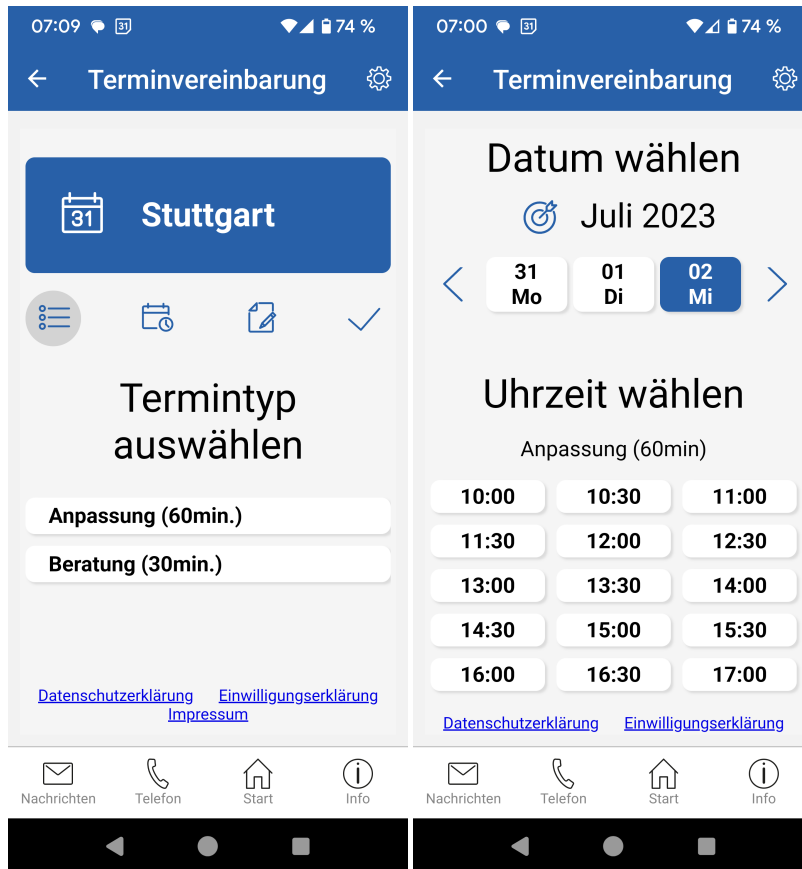 07:09 31 74 %
Terminvereinbarung
31 Stuttgart
Termintyp
auswählen
Anpassung (60min.)
Beratung (30min.)
Datenschutzerklärung Einwilligungserklärung
Impressum
Nachrichten Telefon Start Info
07:00 31 74 %
Terminvereinbarung
Datum wählen
Juli 2023
31 01 02
Mo Di Mi
Uhrzeit wählen
Anpassung (60min)
10:00 10:30 11:00
11:30 12:00 12:30
13:00 13:30 14:00
14:30 15:00 15:30
16:00 16:30 17:00
Datenschutzerklärung Einwilligungserklärung
Nachrichten Telefon Start Info